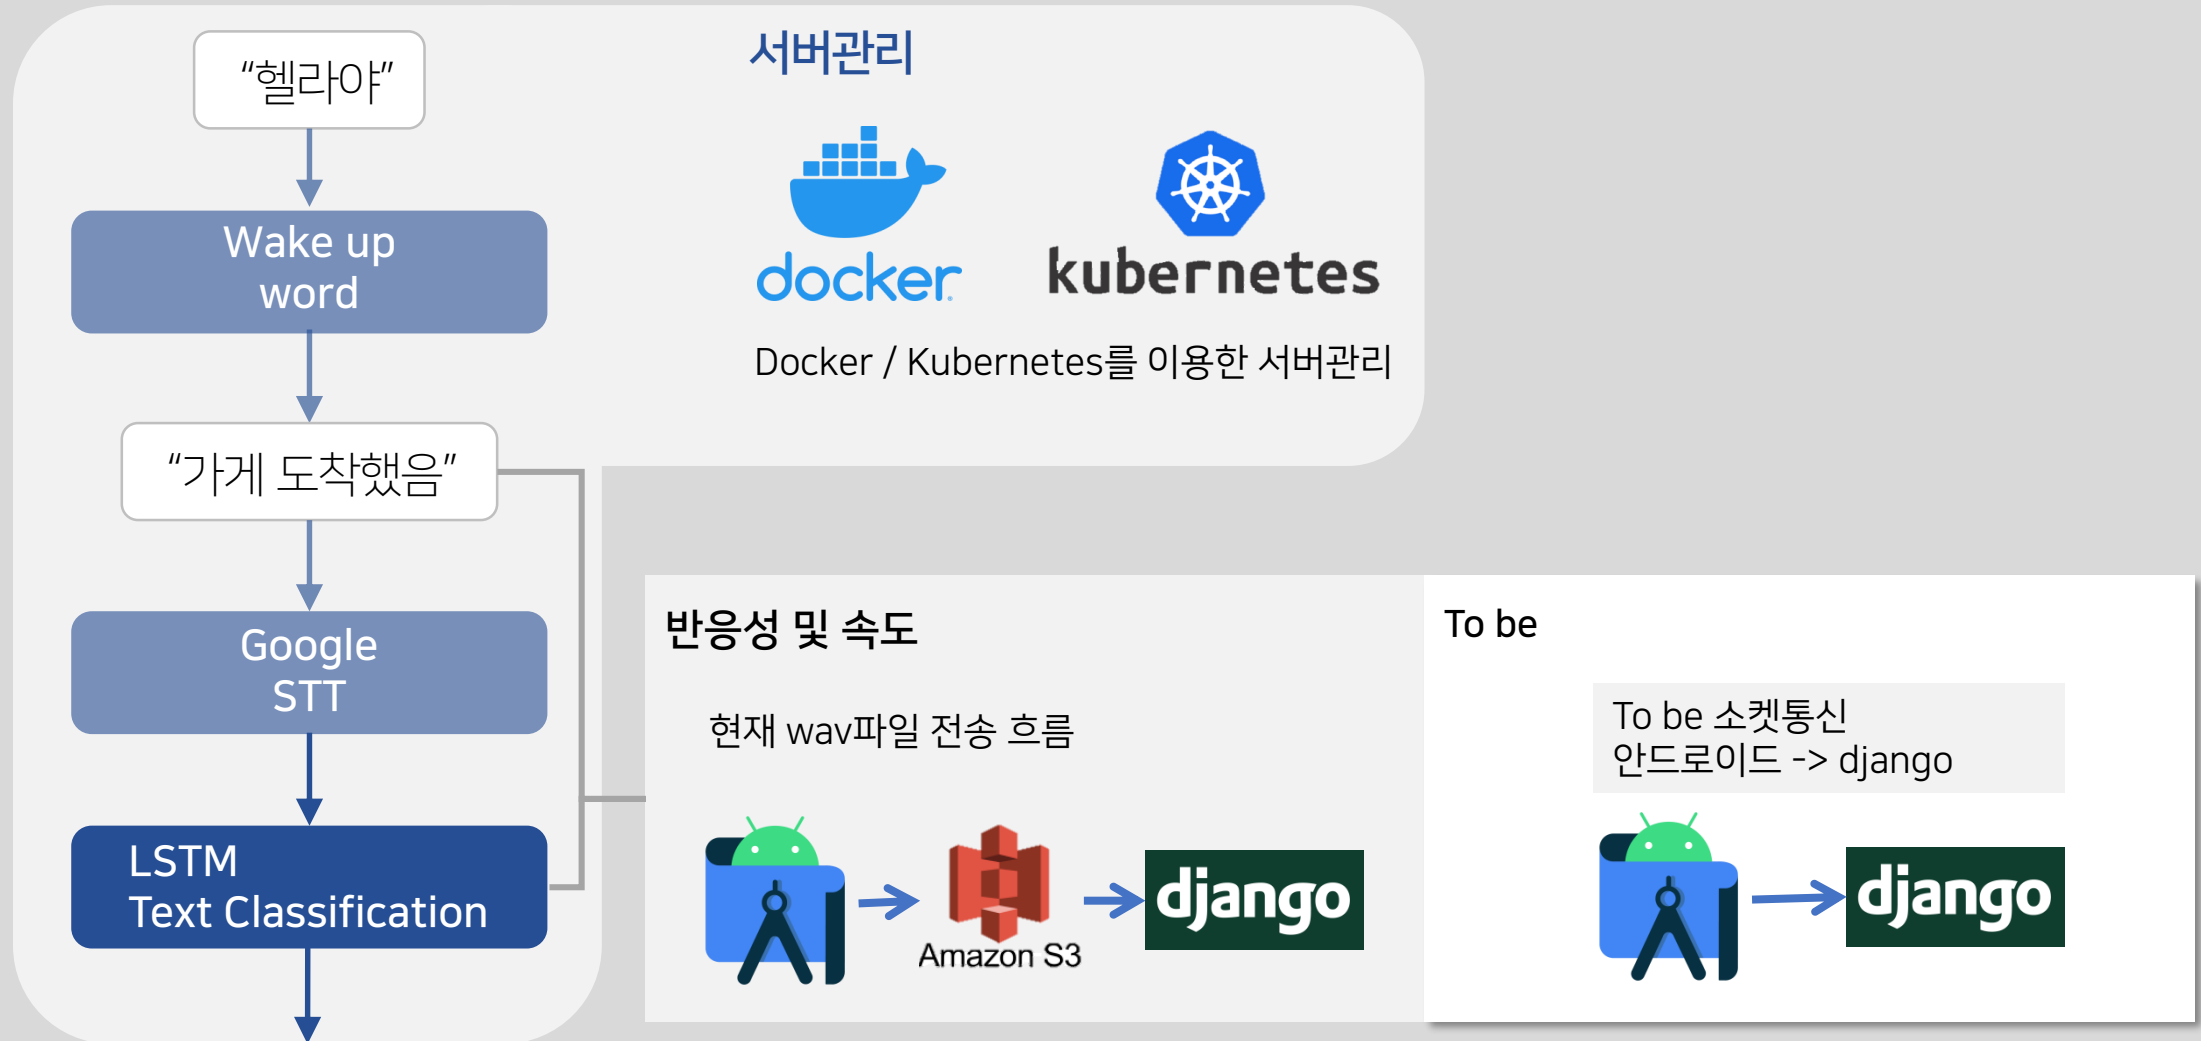 “헬라야”
Wake up
word
“가게 도착했음”
Google
STT
LSTM
Text Classification
서버관리
docker
kubernetes
Docker / Kubernetes를 이용한 서버관리
반응성 및 속도
현재 wav파일 전송 흐름
Amazon S3
django
To be
To be 소켓통신
안드로이드 -> django
django